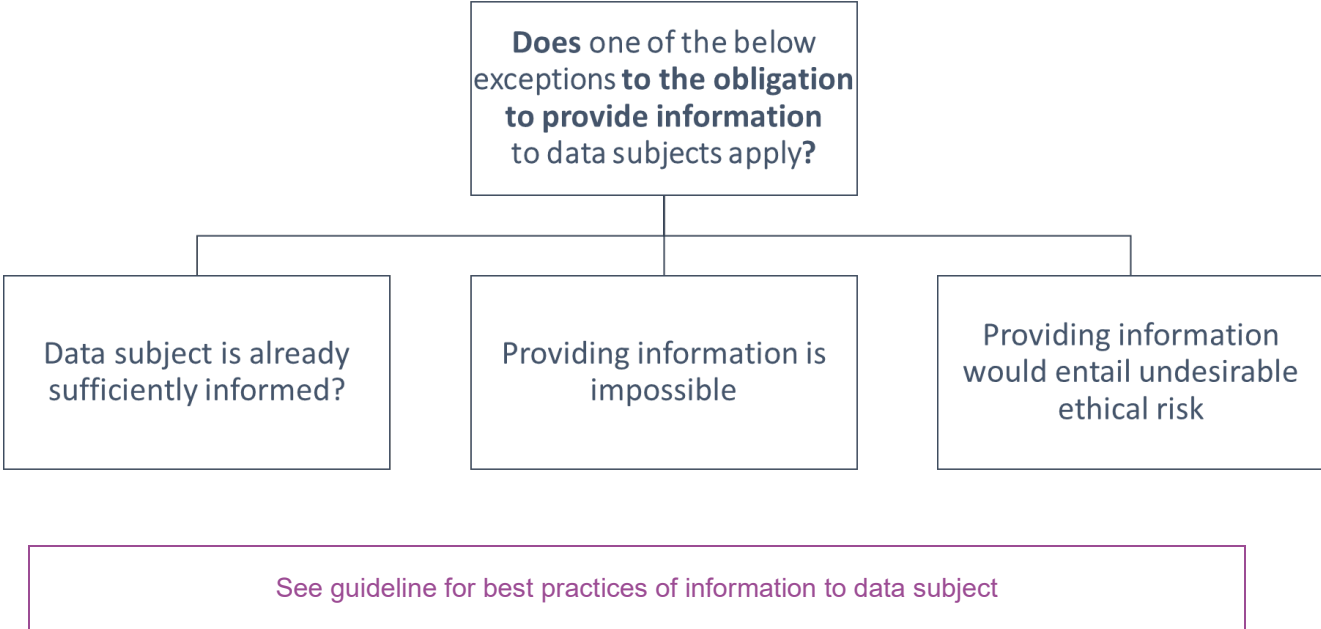 Does one of the below
exceptions to the obligation
to provide information
to data subjects apply?
Data subject is already
sufficiently informed?
Providing information is
impossible
Providing information
would entail undesirable
ethical risk
See guideline for best practices of information to data subject